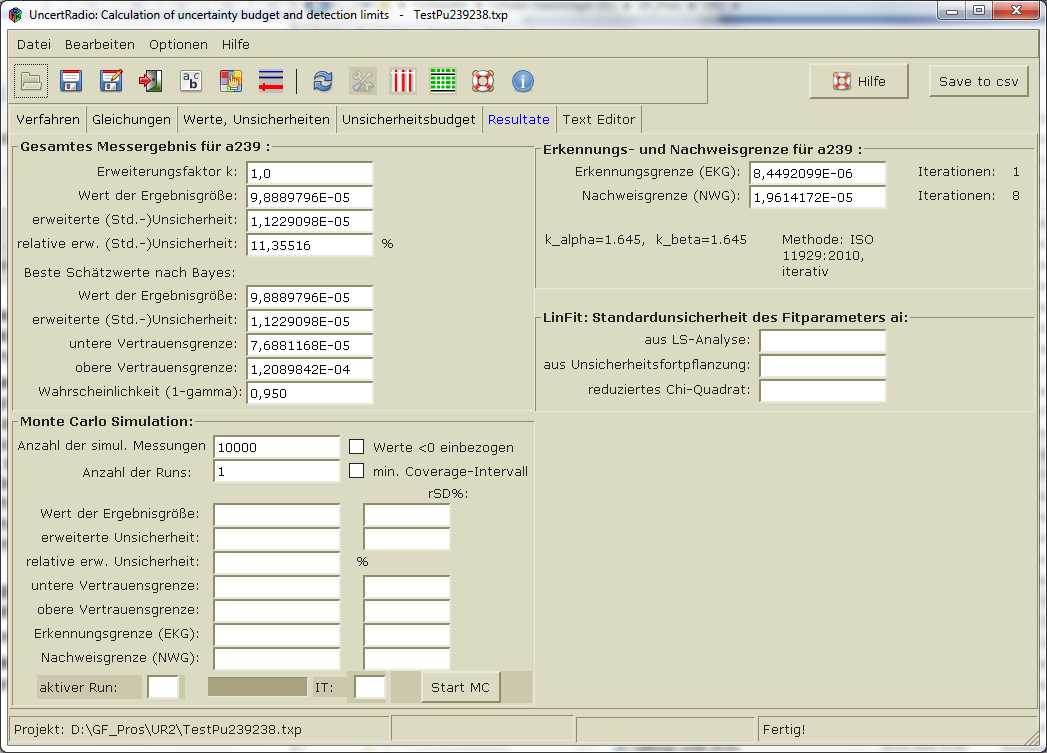 UncertRadio: Calculation of uncertainty budget and detection limits - TestPu239238.txp
Datei Bearbeiten Optionen Hilfe
a c b
Hilfe
Save to csv
Verfahren Gleichungen Werte, Unsicherheiten Unsicherheitsbudget Resultate Text Editor
Gesamtes Messergebnis für a239 :
Erweiterungsfaktor k: 1,0
Wert der Ergebnisgröße: 9,8889796E-05
erweiterte (Std.-)Unsicherheit: 1,1229098E-05
relative erw. (Std.-)Unsicherheit: 11,35516 %
Beste Schätzwerte nach Bayes:
Wert der Ergebnisgröße: 9,8889796E-05
erweiterte (Std.-)Unsicherheit: 1,1229098E-05
untere Vertrauensgrenze: 7,6881168E-05
obere Vertrauensgrenze: 1,2089842E-04
Wahrscheinlichkeit (1-gamma): 0,950
Erkennungs- und Nachweisgrenze für a239 :
Erkennungsgrenze (EKG): 8,4492099E-06 Iterationen: 1
Nachweisgrenze (NWG): 1,9614172E-05 Iterationen: 8
k_alpha=1.645, k_beta=1.645 Methode: ISO
11929:2010,
iterativ
LinFit: Standardunsicherheit des Fitparameters ai:
aus LS-Analyse:
aus Unsicherheitsfortpflanzung:
reduziertes Chi-Quadrat:
Monte Carlo Simulation:
Anzahl der simul. Messungen 10000 Werte <0 einbezogen
Anzahl der Runs: 1 min. Coverage-Intervall
rSD%:
Wert der Ergebnisgröße:
erweiterte Unsicherheit:
relative erw. Unsicherheit: %
untere Vertrauensgrenze:
obere Vertrauensgrenze:
Erkennungsgrenze (EKG):
Nachweisgrenze (NWG):
aktiver Run: IT: Start MC
Projekt: D:\GF_Pros\UR2\TestPu239238.txp Fertig!